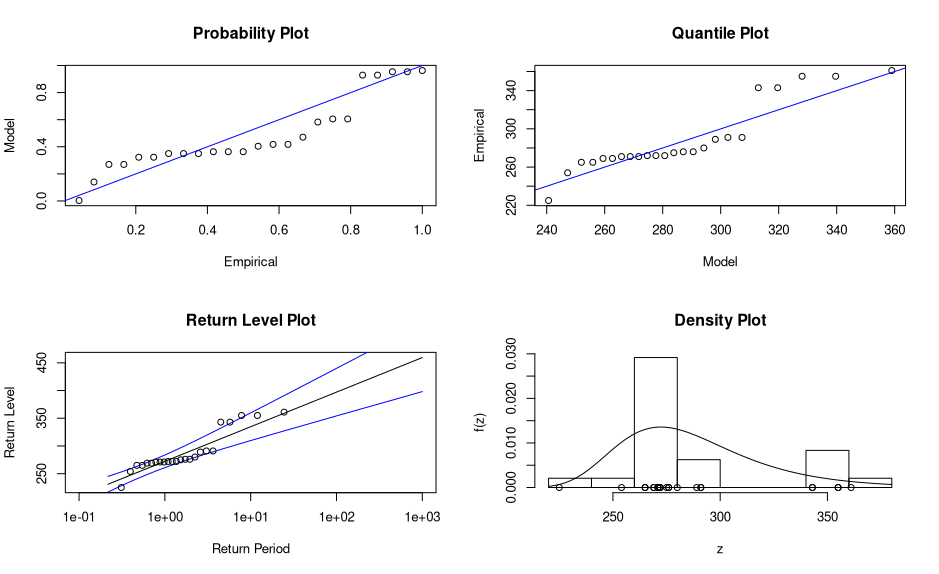 Probability Plot
Model
0.0 0.4 0.8
0.2 0.4 0.6 0.8 1.0
Empirical
Quantile Plot
Empirical
220 260 300 340
240 260 280 300 320 340 360
Model
Return Level Plot
Return Level
250 350 450
1e-01 1e+00 1e+01 1e+02 1e+03
Return Period
Density Plot
f(z)
0.000 0.010 0.030
250 300 350
z